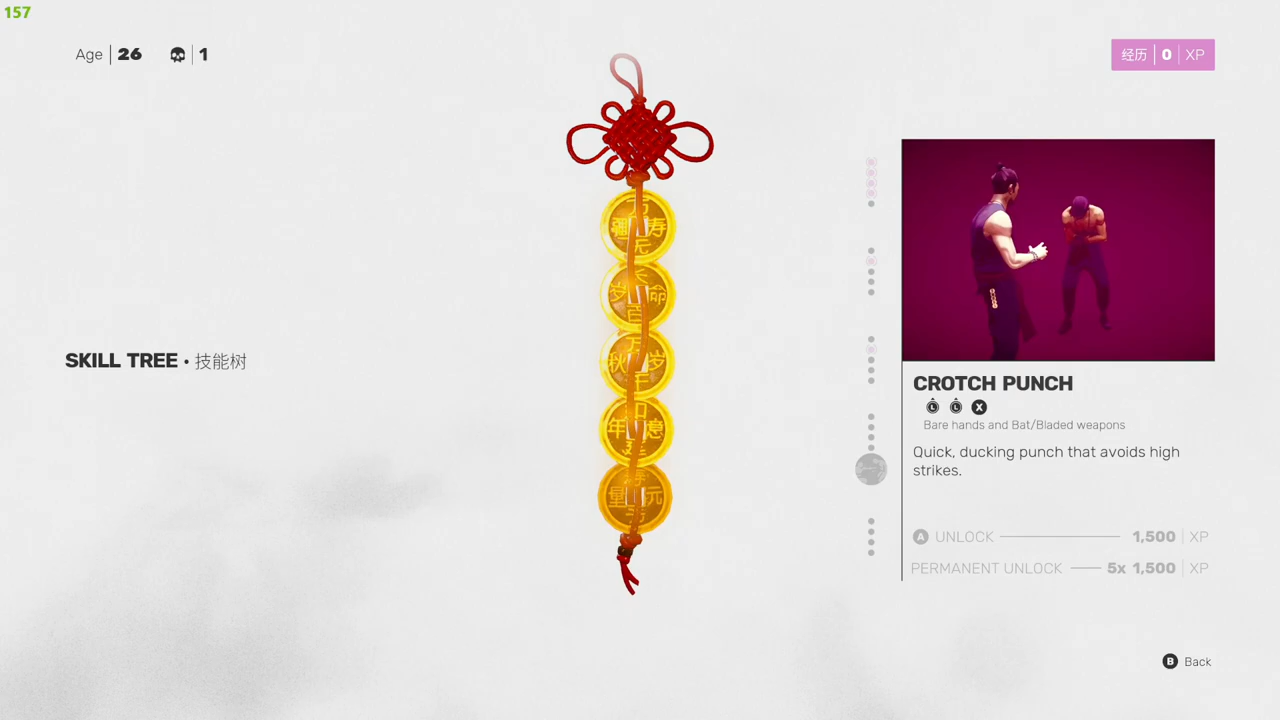 157
Age 26 1
经历 0 XP
SKILL TREE • 技能树
CROTCH PUNCH
L L X
Bare hands and Bat/Bladed weapons
Quick, ducking punch that avoids high
strikes.
A UNLOCK 1,500 XP
PERMANENT UNLOCK 5x 1,500 XP
B Back